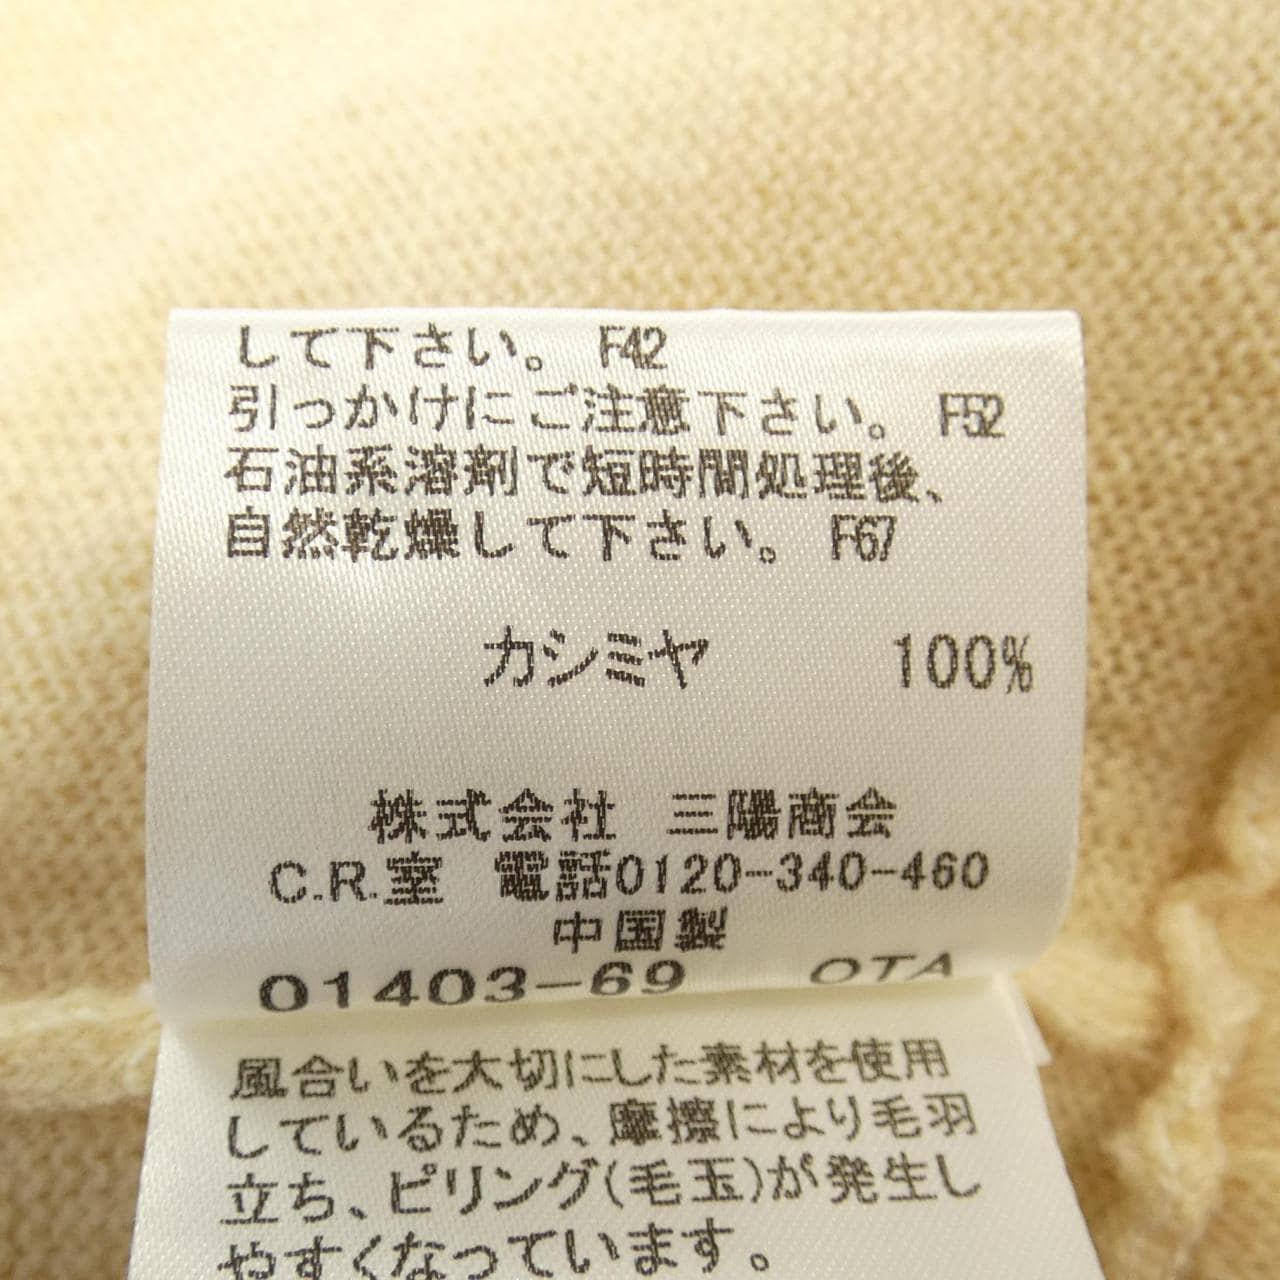 して下さい。 F42
引っかけにご注意下さい。 F52
石油系溶剤で短時間処理後、
自然乾燥して下さい。 F67
カシミヤ 100%
株式会社 三陽商会
C.R.室 電話0120-340-460
中国製
01403-69 OTA
風合いを大切にした素材を使用
しているため、摩擦により毛羽
立ち、ピリング(毛玉)が発生し
やすくなっています。